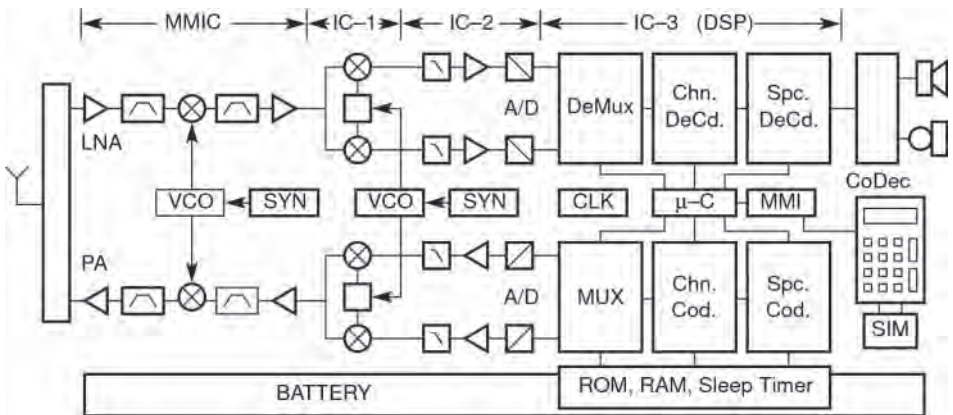 MMIC IC–1 IC–2 IC–3 (DSP)
LNA
A/D
DeMux
Chn.
DeCd.
Spc.
DeCd.
CoDec
VCO SYN VCO SYN CLK μ–C MMI
PA
A/D
MUX
Chn.
Cod.
Spc.
Cod.
SIM
BATTERY
ROM, RAM, Sleep Timer